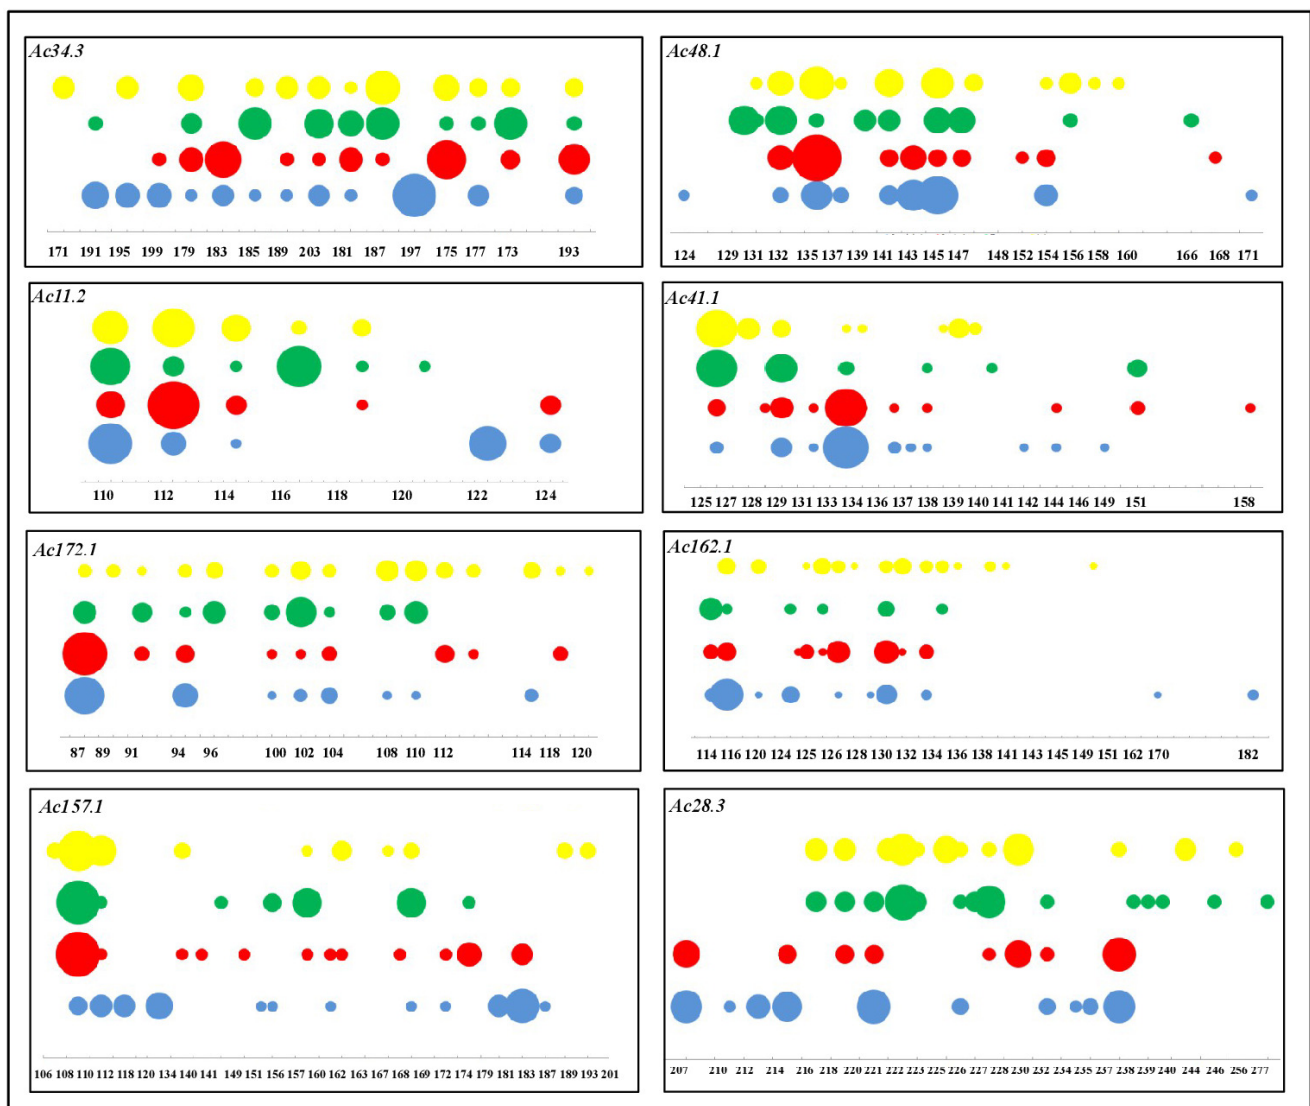 Ac34.3
171 191 195 199 179 183 185 189 203 181 187 197 175 177 173 193
Ac48.1
124 129 131 132 135 137 139 141 143 145 147 148 152 154 156 158 160 166 168 171
Ac11.2
110 112 114 116 118 120 122 124
Ac41.1
125 127 128 129 131 133 134 136 137 138 139 140 141 142 144 146 149 151 158
Ac172.1
87 89 91 94 96 100 102 104 108 110 112 114 118 120
Ac162.1
114 116 120 124 125 126 128 130 132 134 136 138 141 143 145 149 151 162 170 182
Ac157.1
106 108 110 112 118 120 134 140 141 149 151 156 157 160 162 163 167 168 169 172 174 179 181 183 187 189 193 201
Ac28.3
207 210 212 214 216 218 220 221 222 223 225 226 227 228 230 232 234 235 237 238 239 240 244 246 256 277